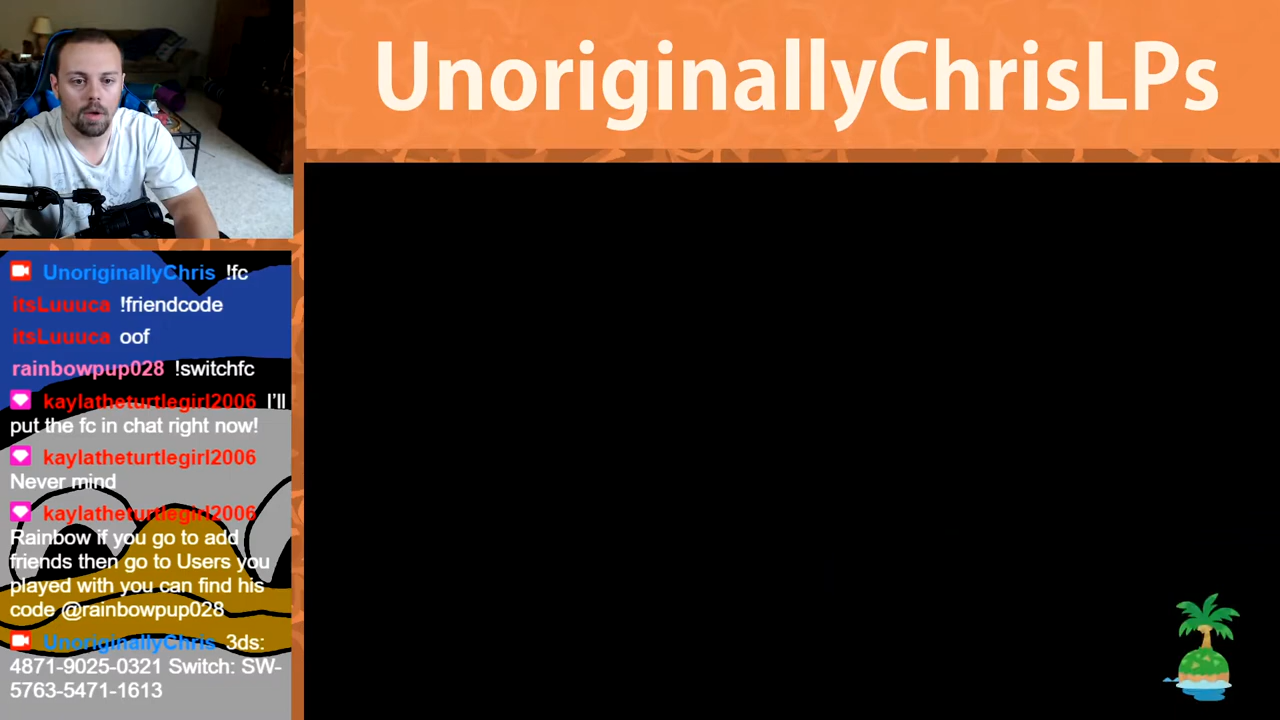 UnoriginallyChrisLPs
UnoriginallyChris !fc
itsLuuuca !friendcode
itsLuuuca oof
rainbowpup028 !switchfc
kaylatheturtlegirl2006 I'll
put the fc in chat right now!
kaylatheturtlegirl2006
Never mind
kaylatheturtlegirl2006
Rainbow if you go to add
friends then go to Users you
played with you can find his
code @rainbowpup028
UnoriginallyChris 3ds:
4871-9025-0321 Switch: SW-
5763-5471-1613